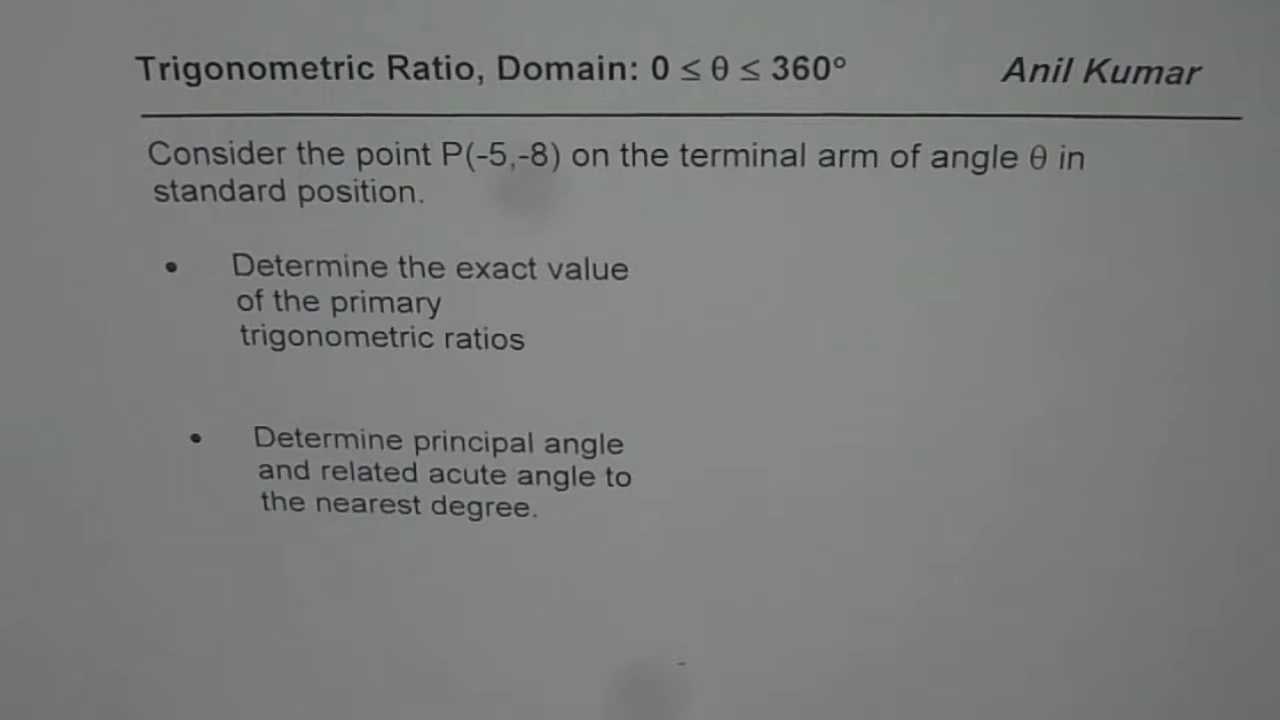 Trigonometric Ratio, Domain: 0 ≤ θ ≤ 360° Anil Kumar
Consider the point P(-5,-8) on the terminal arm of angle θ in
standard position.
• Determine the exact value
of the primary
trigonometric ratios
• Determine principal angle
and related acute angle to
the nearest degree.